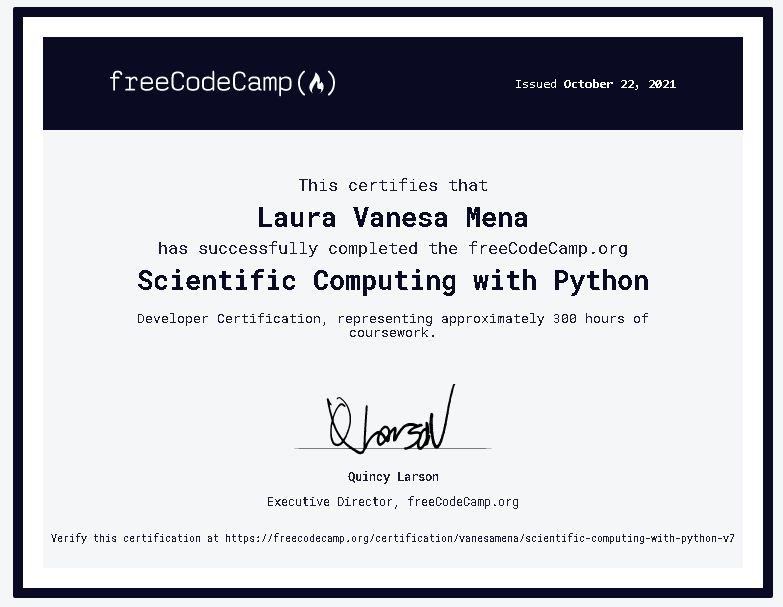 freeCodeCamp
Issued October 22, 2021
This certifies that
Laura Vanesa Mena
has successfully completed the freeCodeCamp.org
Scientific Computing with Python
Developer Certification, representing approximately 300 hours of
coursework.
Q Larson
Quincy Larson
Executive Director, freeCodeCamp.org
Verify this certification at https://freecodecamp.org/certification/vanesamena/scientific-computing-with-python-v7